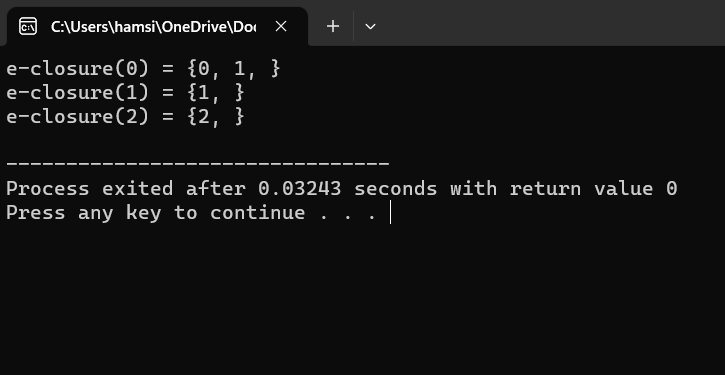 C:\Users\hamsi\OneDrive\Doc
e-closure(0) = {0, 1, }
e-closure(1) = {1, }
e-closure(2) = {2, }
--------------------------------
Process exited after 0.03243 seconds with return value 0
Press any key to continue . . .